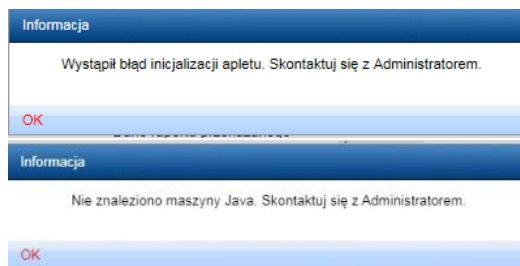 Informacja
Wystąpił błąd inicjalizacji apletu. Skontaktuj się z Administratorem.
OK
Informacja
Nie znaleziono maszyny Java. Skontaktuj się z Administratorem.
OK